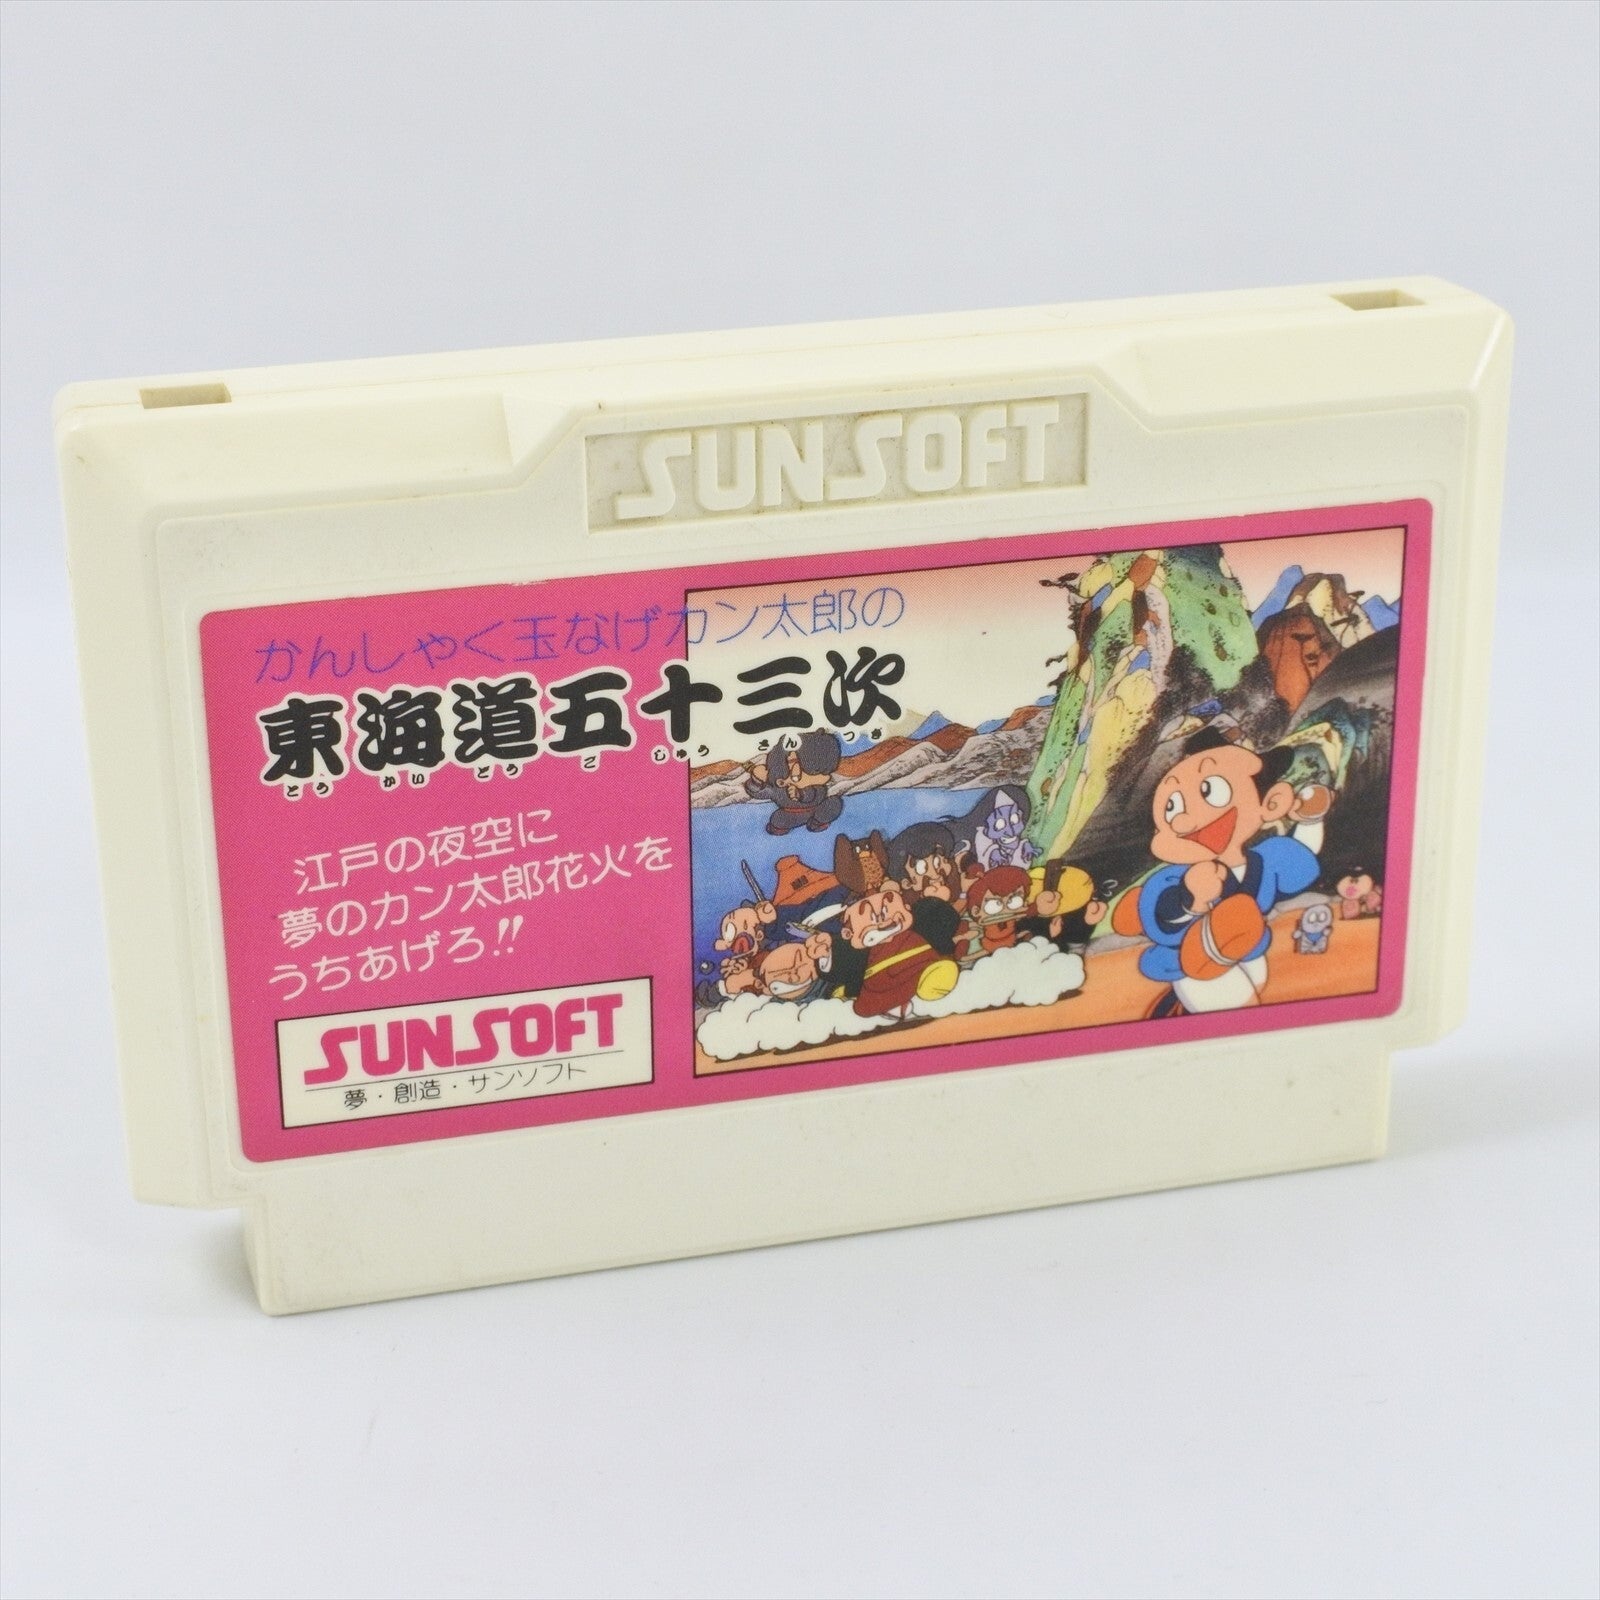 SUNSOFT
かんしゃく玉なげカン太郎の
東海道五十三次
とうかいどうごじゅうさんつぎ
江戸の夜空に
夢のカン太郎花火を
うちあげろ!!
SUNSOFT
夢・創造・サンソフト